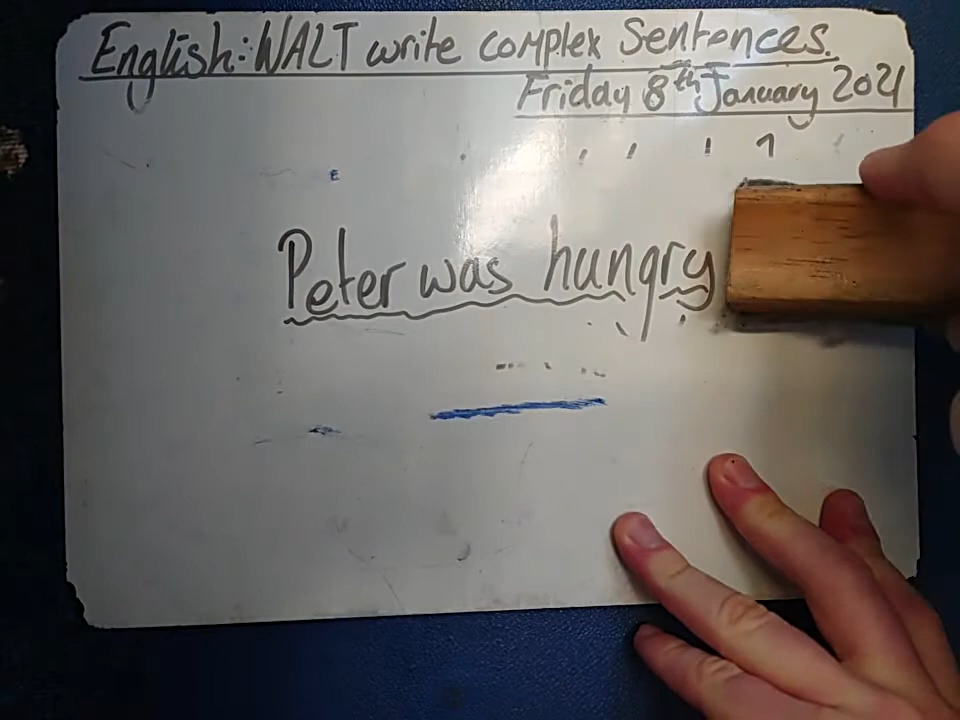 English: WALT write complex Sentences.
Friday 8th January 2021
Peter was hungry